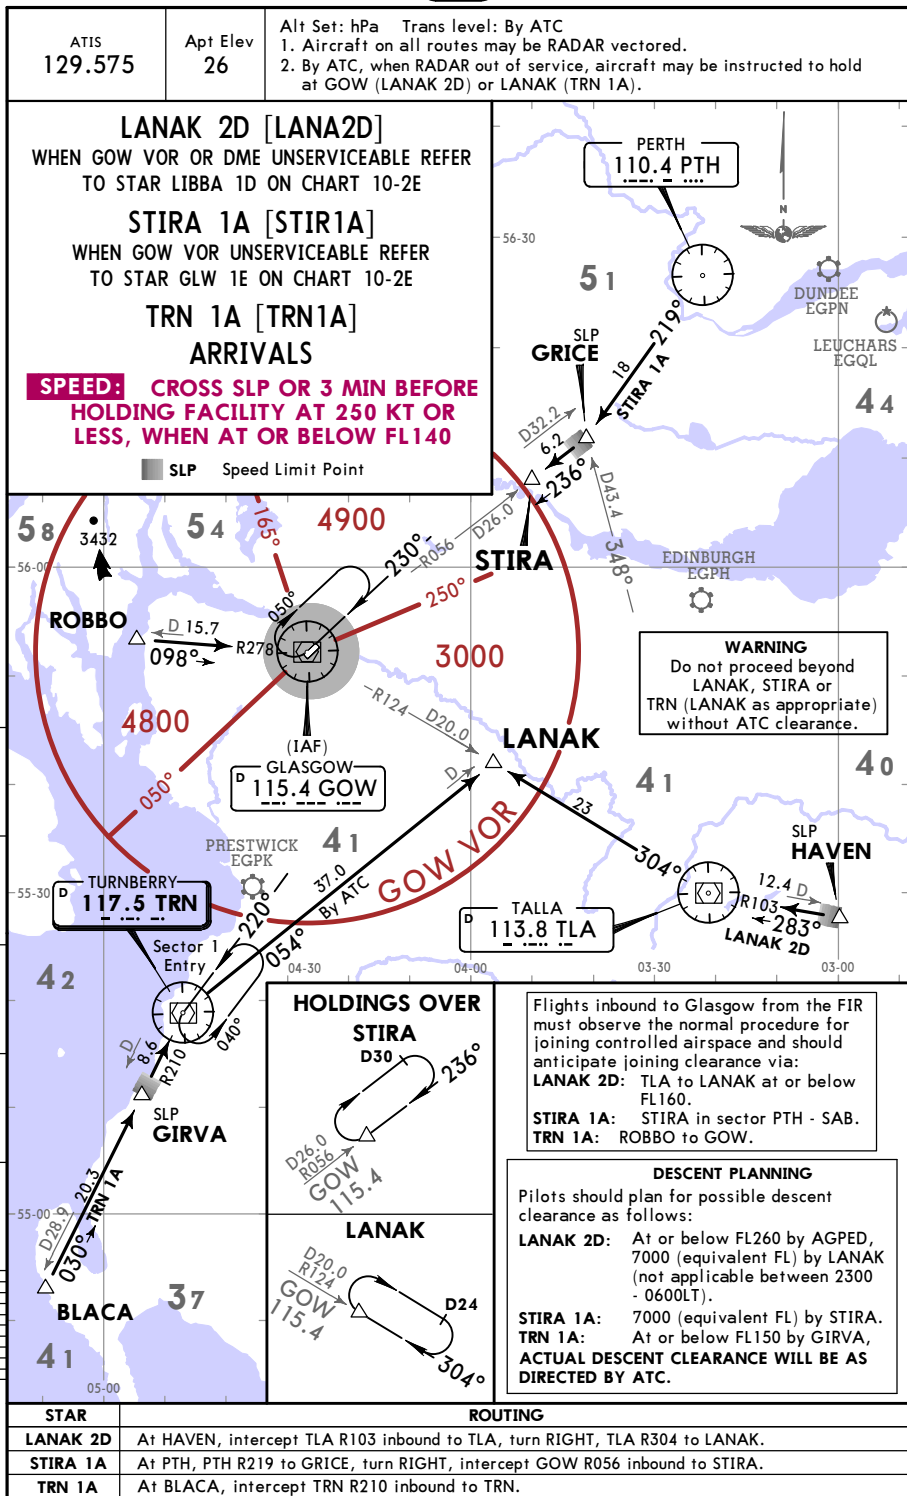 ATIS
129.575
Apt Elev
26
Alt Set: hPa Trans level: By ATC
1. Aircraft on all routes may be RADAR vectored.
2. By ATC, when RADAR out of service, aircraft may be instructed to hold
at GOW (LANAK 2D) or LANAK (TRN 1A).
LANAK 2D [LANA2D]
WHEN GOW VOR OR DME UNSERVICEABLE REFER
TO STAR LIBBA 1D ON CHART 10-2E
STIRA 1A [STIR1A]
WHEN GOW VOR UNSERVICEABLE REFER
TO STAR GLW 1E ON CHART 10-2E
TRN 1A [TRN1A]
ARRIVALS
SPEED: CROSS SLP OR 3 MIN BEFORE
HOLDING FACILITY AT 250 KT OR
LESS, WHEN AT OR BELOW FL140
SLP Speed Limit Point
PERTH
110.4 PTH
N
56-30
51
DUNDEE
EGPN
LEUCHARS
EGQL
SLP
GRICE
219°
18
STIRA 1A
44
D32.2
6.2
236°
D43.4
348°
58
3432
54
165°
4900
R056
D26.0
230°
STIRA
56-00
EDINBURGH
EGPH
050°
250°
ROBBO
D 15.7
098°
R278
3000
WARNING
Do not proceed beyond
LANAK, STIRA or
TRN (LANAK as appropriate)
without ATC clearance.
4800
R124
D20.0
LANAK
(IAF)
GLASGOW
D 115.4 GOW
050°
D
41
40
23
PRESTWICK
EGPK
41
GOW VOR
304°
SLP
HAVEN
55-30
TURNBERRY
D 117.5 TRN
37.0
By ATC
220°
054°
TALLA
D 113.8 TLA
12.4 D
R103
283°
LANAK 2D
Sector 1
Entry
04-30
04-00
03-30
03-00
42
040°
D
8.6
R210
SLP
GIRVA
20.3
TRN 1A
D28.9
030°
55-00
BLACA
37
41
05-00
HOLDINGS OVER
STIRA
D30
236°
D26.0
R056
GOW
115.4
LANAK
D20.0
R124
GOW
115.4
D24
304°
Flights inbound to Glasgow from the FIR
must observe the normal procedure for
joining controlled airspace and should
anticipate joining clearance via:
LANAK 2D: TLA to LANAK at or below
FL160.
STIRA 1A: STIRA in sector PTH - SAB.
TRN 1A: ROBBO to GOW.
DESCENT PLANNING
Pilots should plan for possible descent
clearance as follows:
LANAK 2D: At or below FL260 by AGPED,
7000 (equivalent FL) by LANAK
(not applicable between 2300
- 0600LT).
STIRA 1A: 7000 (equivalent FL) by STIRA.
TRN 1A: At or below FL150 by GIRVA,
ACTUAL DESCENT CLEARANCE WILL BE AS
DIRECTED BY ATC.
STAR ROUTING
LANAK 2D At HAVEN, intercept TLA R103 inbound to TLA, turn RIGHT, TLA R304 to LANAK.
STIRA 1A At PTH, PTH R219 to GRICE, turn RIGHT, intercept GOW R056 inbound to STIRA.
TRN 1A At BLACA, intercept TRN R210 inbound to TRN.